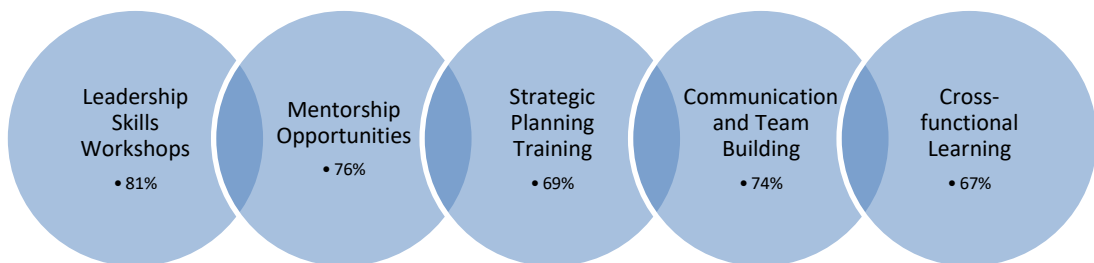 Leadership
Skills
Workshops
• 81%
Mentorship
Opportunities
• 76%
Strategic
Planning
Training
• 69%
Communication
and Team
Building
• 74%
Cross-
functional
Learning
• 67%